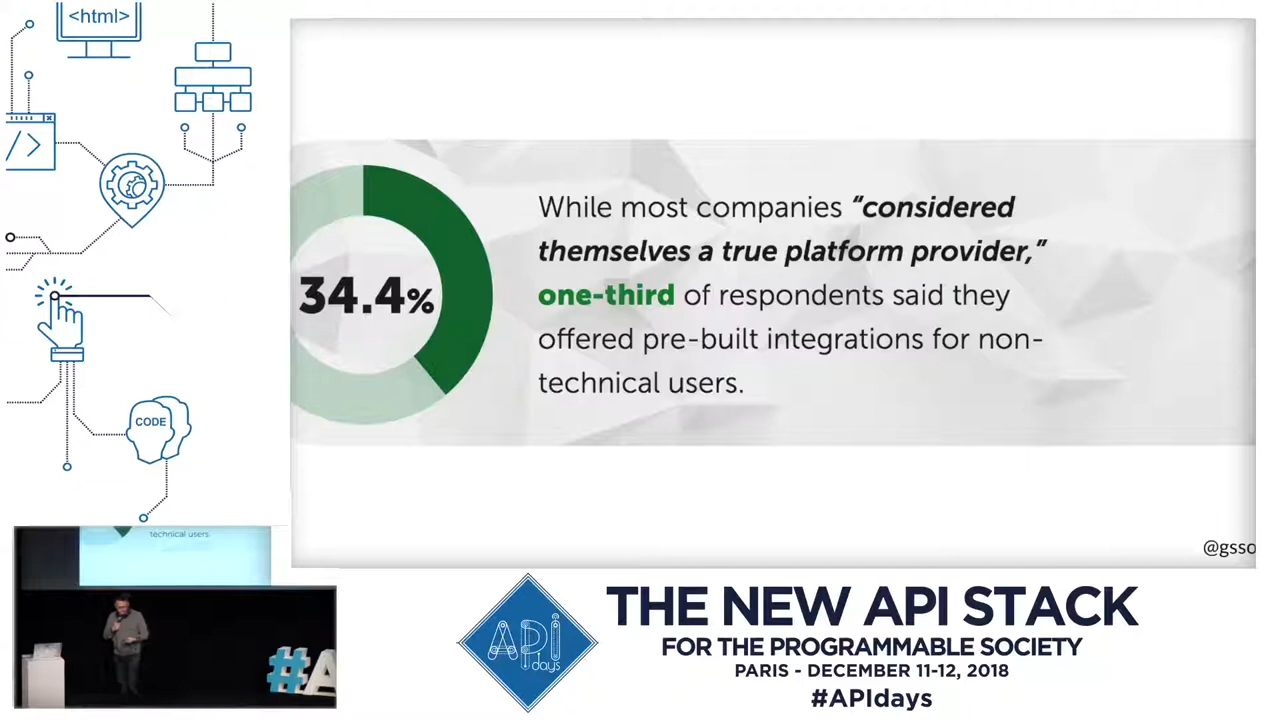 <html>
/>
CODE
34.4%
While most companies "considered
themselves a true platform provider,"
one-third of respondents said they
offered pre-built integrations for non-
technical users.
@gsso
technical users.
#A
API
days
THE NEW API STACK
FOR THE PROGRAMMABLE SOCIETY
PARIS - DECEMBER 11-12, 2018
#APIdays